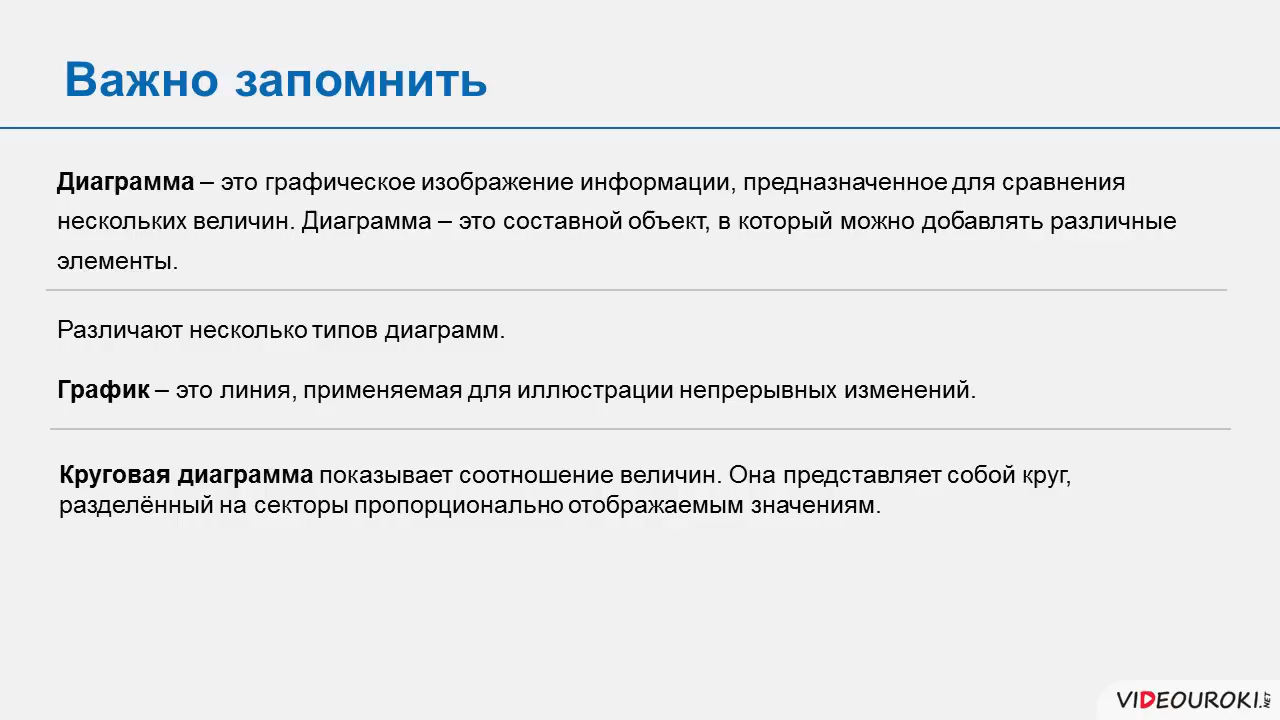 Важно запомнить
Диаграмма – это графическое изображение информации, предназначенное для сравнения
нескольких величин. Диаграмма – это составной объект, в который можно добавлять различные
элементы.
Различают несколько типов диаграмм.
График – это линия, применяемая для иллюстрации непрерывных изменений.
Круговая диаграмма показывает соотношение величин. Она представляет собой круг,
разделённый на секторы пропорционально отображаемым значениям.
VIDEOUROKI.NET